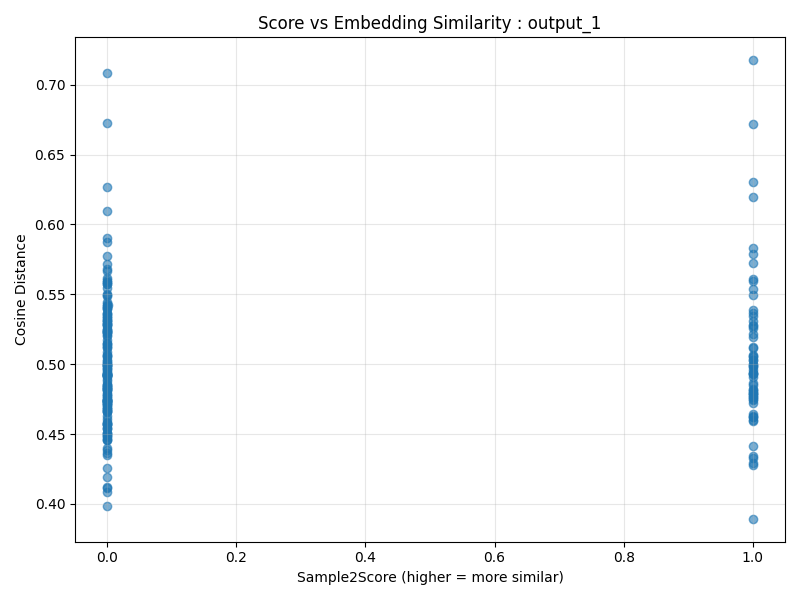 Score vs Embedding Similarity : output_1
Cosine Distance
0.70
0.65
0.60
0.55
0.50
0.45
0.40
0.0 0.2 0.4 0.6 0.8 1.0
Sample2Score (higher = more similar)